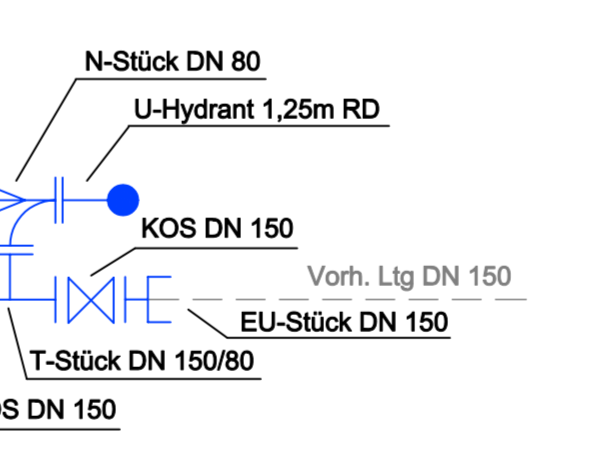 N-Stück DN 80
U-Hydrant 1,25m RD
KOS DN 150
Vorh. Ltg DN 150
EU-Stück DN 150
T-Stück DN 150/80
DN 150